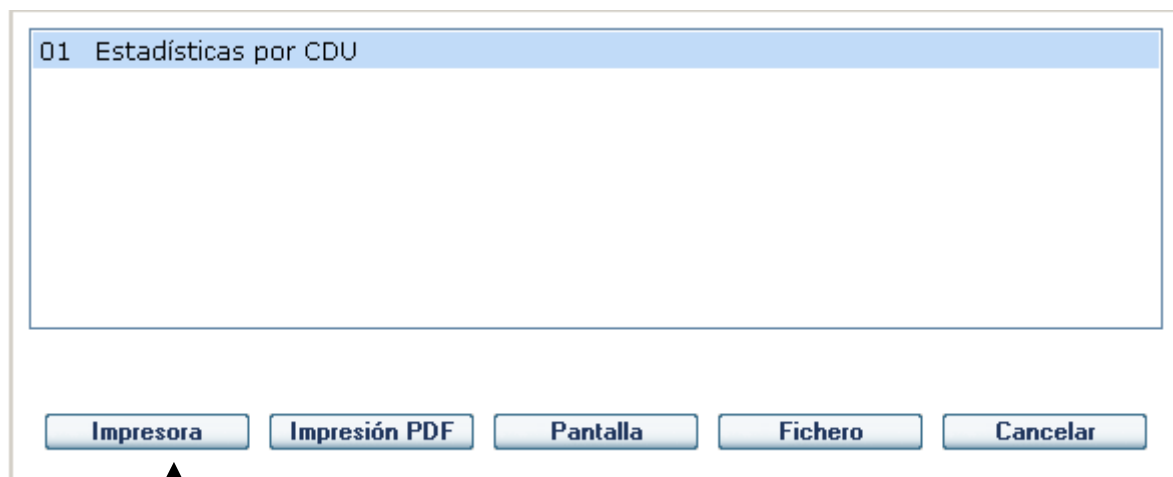 01 Estadísticas por CDU
Impresora Impresión PDF Pantalla Fichero Cancelar